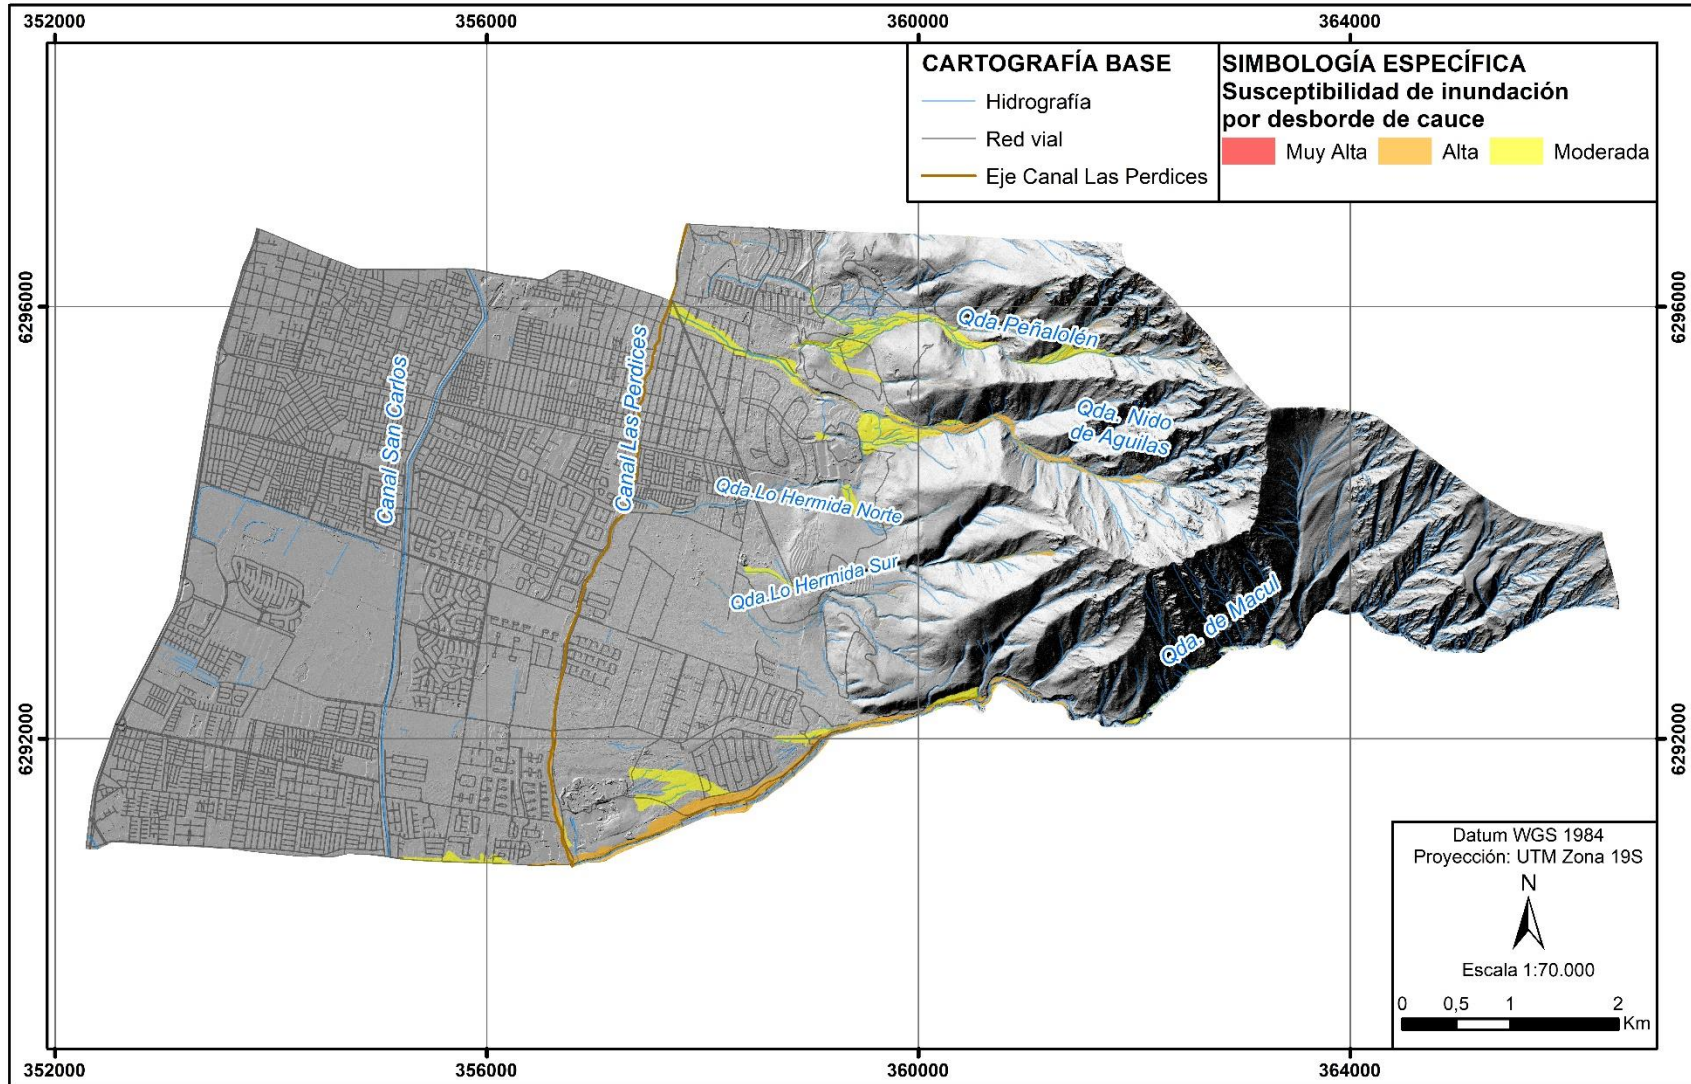 352000
356000
360000
364000
CARTOGRAFÍA BASE
Hidrografía
Red vial
Eje Canal Las Perdices
SIMBOLOGÍA ESPECÍFICA
Susceptibilidad de inundación
por desborde de cauce
Muy Alta
Alta
Moderada
6296000
6296000
Qda.Peñalolén
Canal San Carlos
Canal Las Perdices
Qda. Nido
de Aguilas
Qda.Lo Hermida Norte
Qda.Lo Hermida Sur
Qda. de Macul
6292000
6292000
Datum WGS 1984
Proyección: UTM Zona 19S
N
Escala 1:70.000
0 0,5 1 2
Km
352000
356000
360000
364000